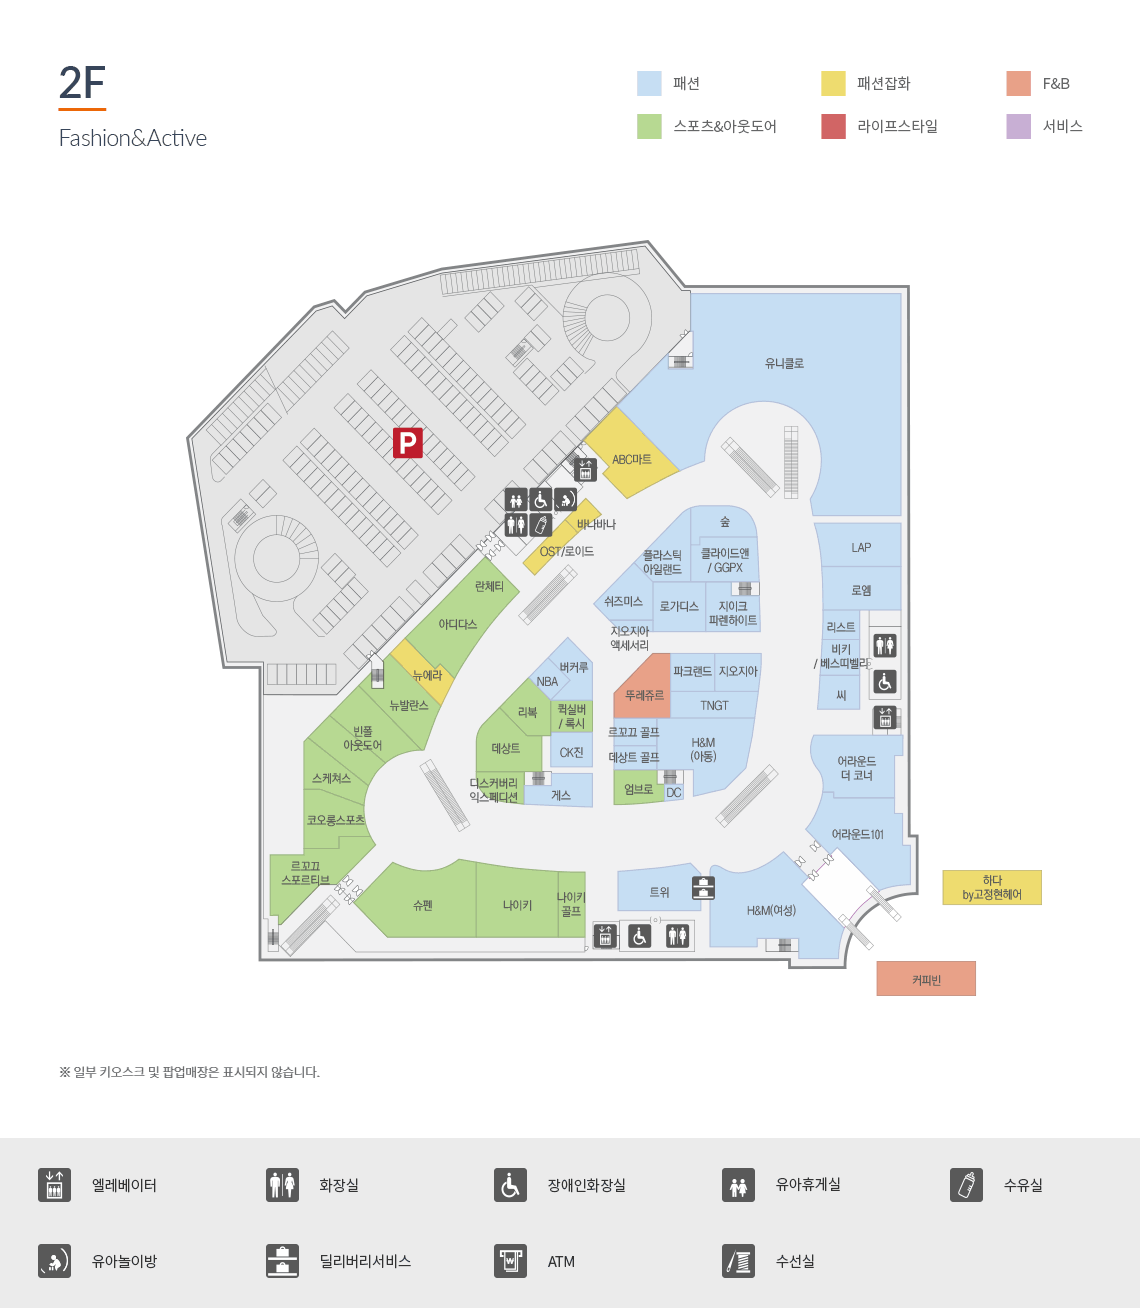 2F
Fashion&Active
패션
패션잡화
F&B
스포츠&아웃도어
라이프스타일
서비스
유니클로
P
ABC마트
바나바나
OST/로이드
숲
플라스틱
아일랜드
클라이드앤
/ GGPX
LAP
란체티
아디다스
쉬즈미스
로가디스
지이크
파렌하이트
로엠
지오지아
액세서리
리스트
비키
/ 베스띠벨리
버커루
NBA
뉴에라
파크랜드
지오지아
뚜레쥬르
TNGT
씨
뉴발란스
리복
퀵실버
/ 록시
빈폴
아웃도어
데상트
CK진
르꼬끄 골프
데상트 골프
H&M
(아동)
어라운드
더 코너
스케쳐스
디스커버리
익스페디션
게스
엄브로
DC
코오롱스포츠
어라운드101
르꼬끄
스포르티브
슈펜
나이키
나이키
골프
트위
H&M(여성)
하다
by고정현헤어
커피빈
※ 일부 키오스크 및 팝업매장은 표시되지 않습니다.
엘레베이터
화장실
장애인화장실
유아휴게실
수유실
유아놀이방
딜리버리서비스
ATM
수선실